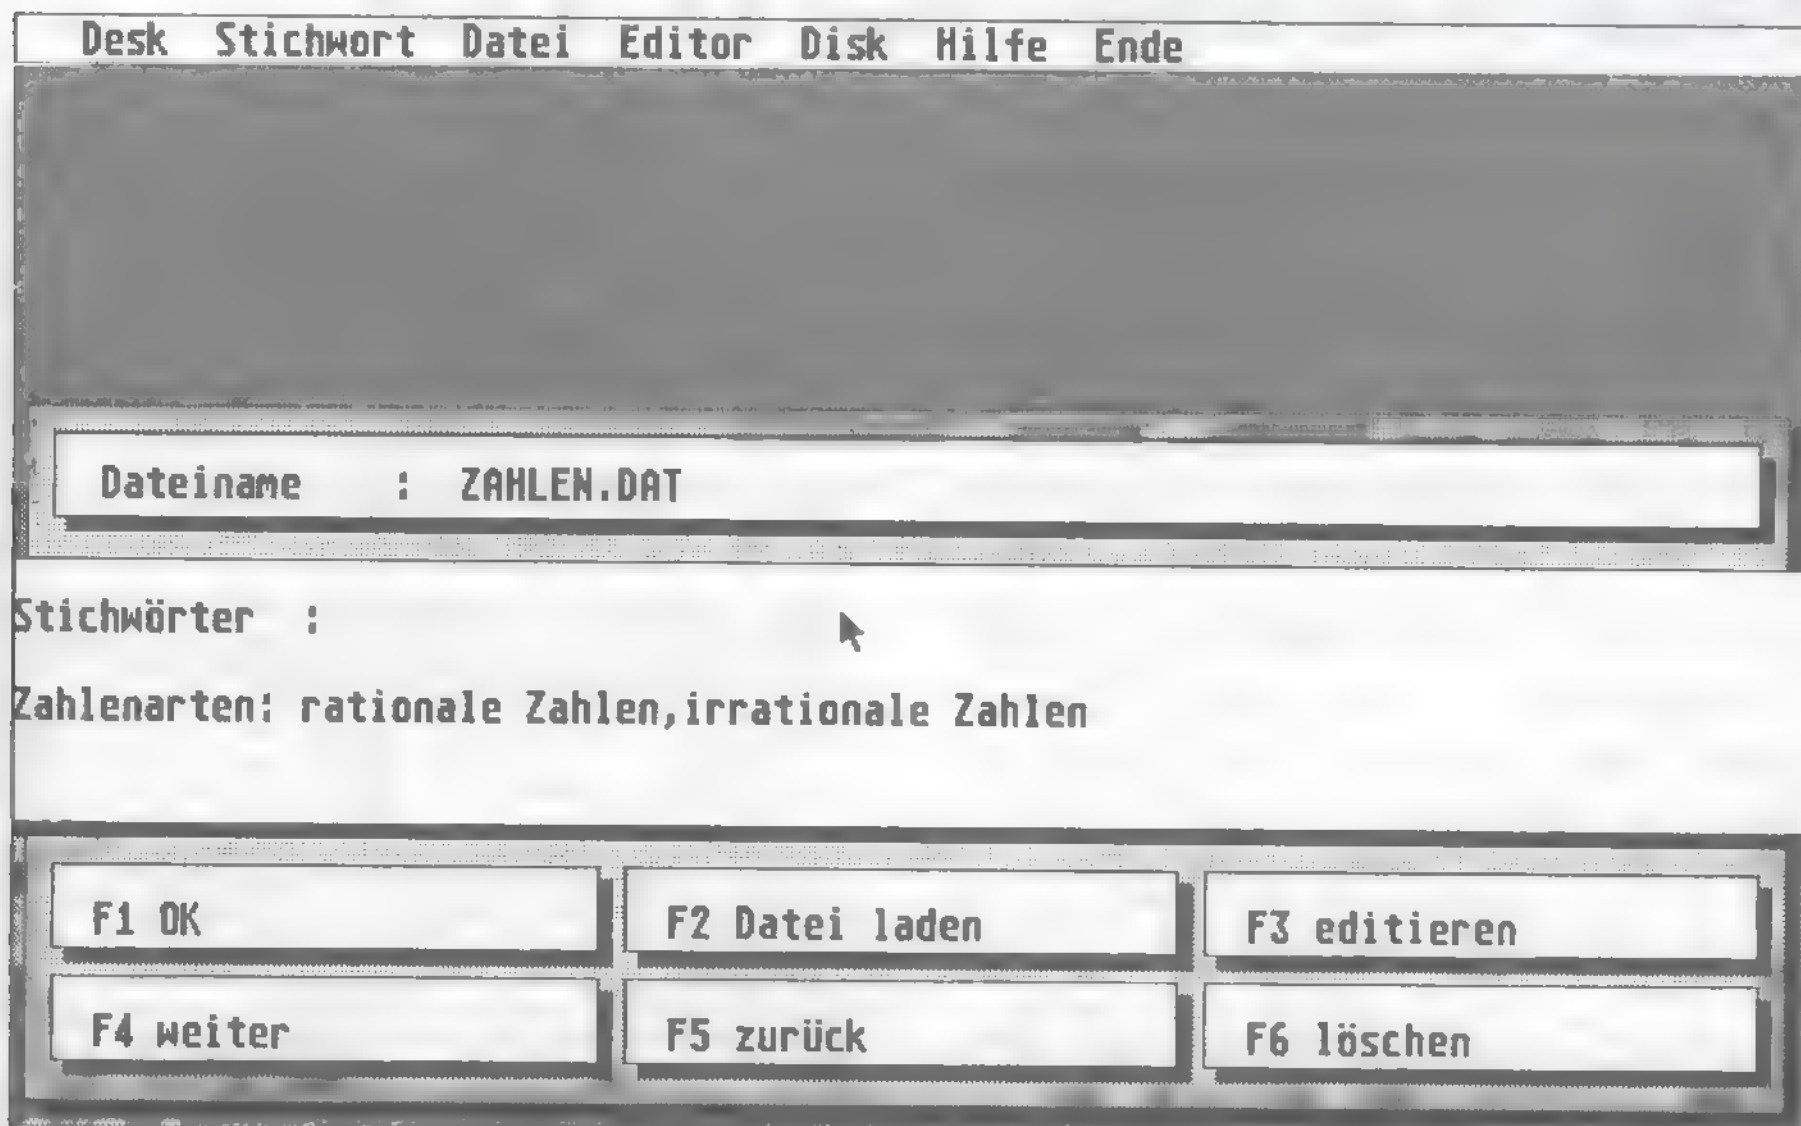 Desk Stichwort Datei Editor Disk Hilfe Ende
Dateiname : ZAHLEN.DAT
Stichwörter :
Zahlenarten: rationale Zahlen,irrationale Zahlen
F1 OK
F2 Datei laden
F3 editieren
F4 weiter
F5 zurück
F6 löschen